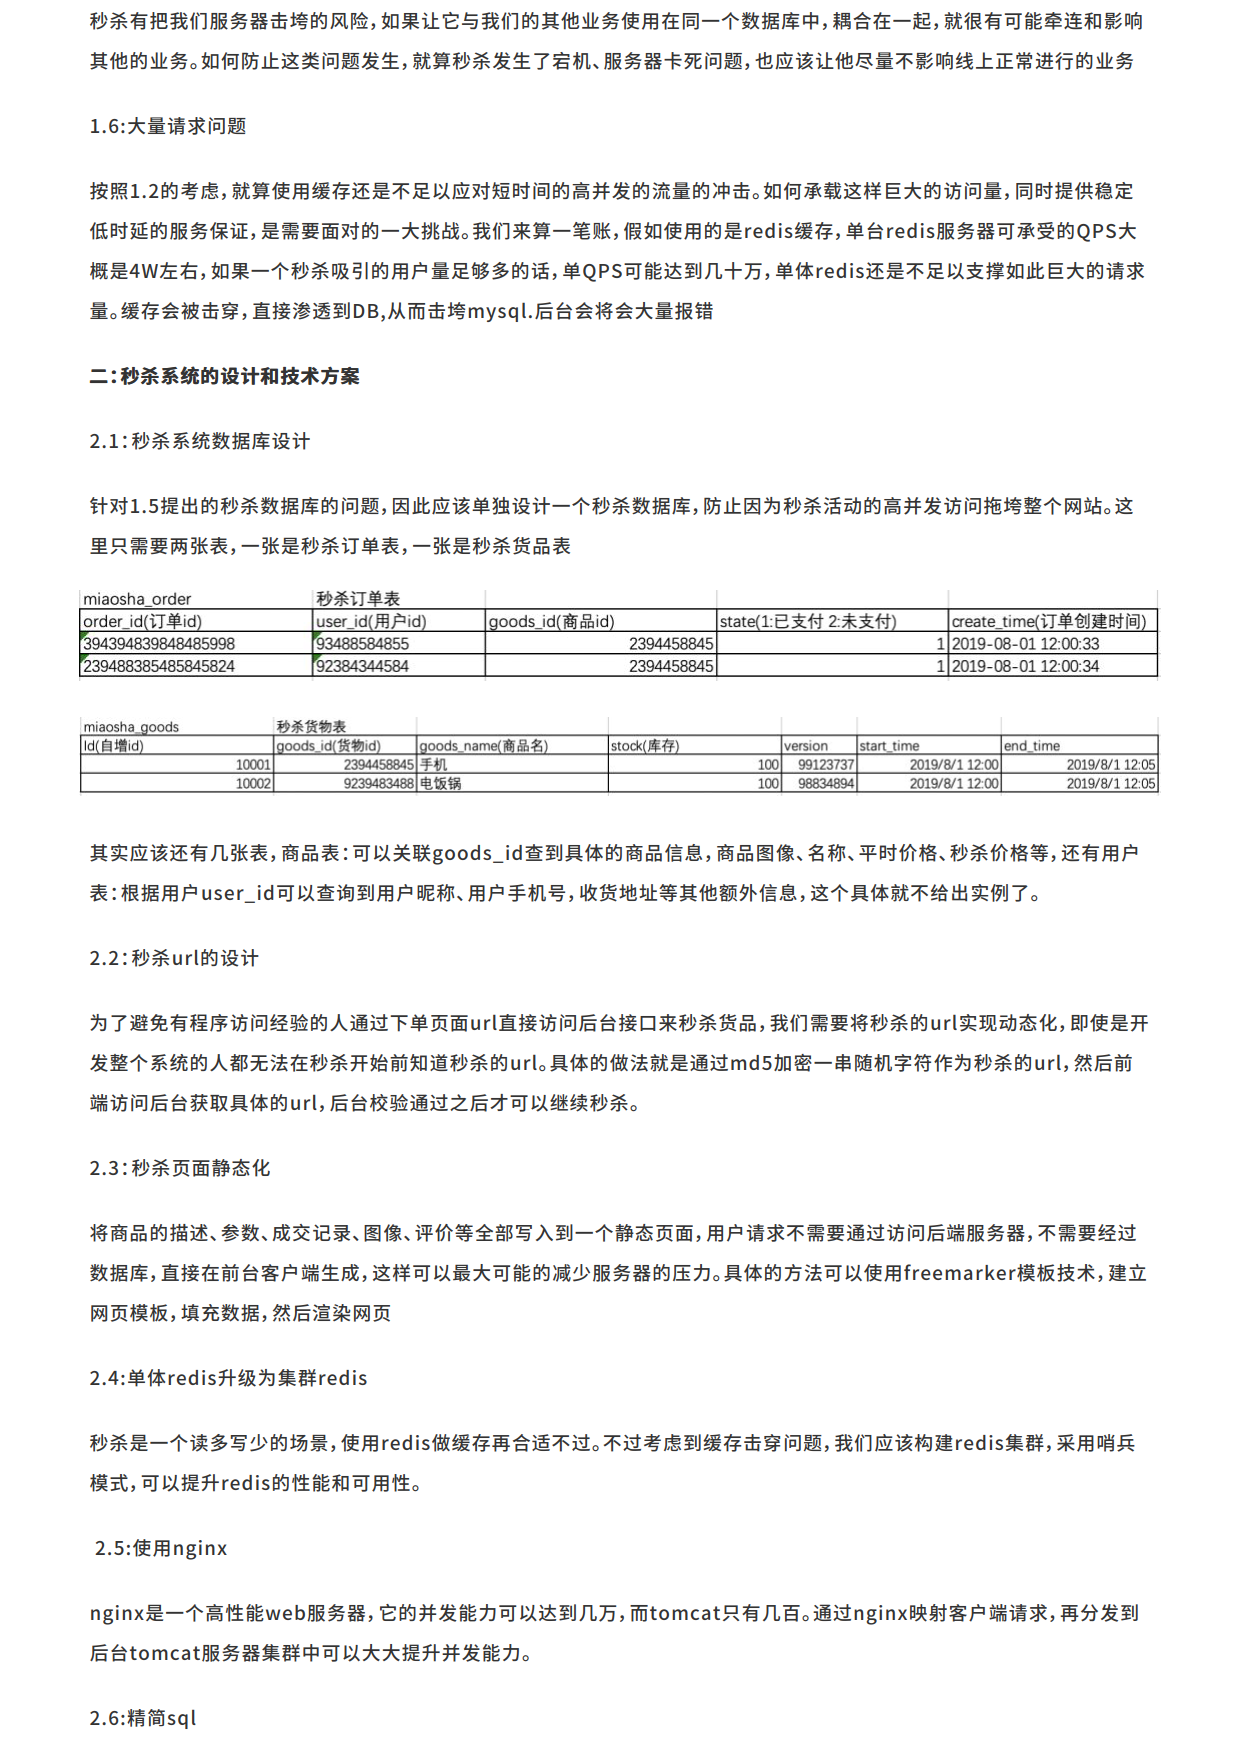 秒杀有把我们服务器击垮的风险，如果让它与我们的其他业务使用在同一个数据库中，耦合在一起，就很有可能牵连和影响
其他的业务。如何防止这类问题发生，就算秒杀发生了宕机、服务器卡死问题，也应该让他尽量不影响线上正常进行的业务
1.6:大量请求问题
按照1.2的考虑，就算使用缓存还是不足以应对短时间的高并发的流量的冲击。如何承载这样巨大的访问量，同时提供稳定
低时延的服务保证，是需要面对的一大挑战。我们来算一笔账，假如使用的是redis缓存，单台redis服务器可承受的QPS大
概是4W左右，如果一个秒杀吸引的用户量足够多的话，单QPS可能达到几十万，单体redis还是不足以支撑如此巨大的请求
量。缓存会被击穿，直接渗透到DB,从而击垮mysql.后台会将会大量报错
二：秒杀系统的设计和技术方案
2.1：秒杀系统数据库设计
针对1.5提出的秒杀数据库的问题，因此应该单独设计一个秒杀数据库，防止因为秒杀活动的高并发访问拖垮整个网站。这
里只需要两张表，一张是秒杀订单表，一张是秒杀货品表
miaosha_order 秒杀订单表
order_id(订单id) user_id(用户id) goods_id(商品id) state(1:已支付 2:未支付) create_time(订单创建时间)
394394839848485998 93488584855 2394458845 1 2019-08-01 12:00:33
239488385485845824 92384344584 2394458845 1 2019-08-01 12:00:34
miaosha_goods 秒杀货物表
Id(自增id) goods_id(货物id) goods_name(商品名) stock(库存) version start_time end_time
10001 2394458845 手机 100 99123737 2019/8/1 12:00 2019/8/1 12:05
10002 9239483488 电饭锅 100 98834894 2019/8/1 12:00 2019/8/1 12:05
其实应该还有几张表，商品表：可以关联goods_id查到具体的商品信息，商品图像、名称、平时价格、秒杀价格等，还有用户
表：根据用户user_id可以查询到用户昵称、用户手机号，收货地址等其他额外信息，这个具体就不给出实例了。
2.2：秒杀url的设计
为了避免有程序访问经验的人通过下单页面url直接访问后台接口来秒杀货品，我们需要将秒杀的url实现动态化，即使是开
发整个系统的人都无法在秒杀开始前知道秒杀的url。具体的做法就是通过md5加密一串随机字符作为秒杀的url，然后前
端访问后台获取具体的url，后台校验通过之后才可以继续秒杀。
2.3：秒杀页面静态化
将商品的描述、参数、成交记录、图像、评价等全部写入到一个静态页面，用户请求不需要通过访问后端服务器，不需要经过
数据库，直接在前台客户端生成，这样可以最大可能的减少服务器的压力。具体的方法可以使用freemarker模板技术，建立
网页模板，填充数据，然后渲染网页
2.4:单体redis升级为集群redis
秒杀是一个读多写少的场景，使用redis做缓存再合适不过。不过考虑到缓存击穿问题，我们应该构建redis集群，采用哨兵
模式，可以提升redis的性能和可用性。
2.5:使用nginx
nginx是一个高性能web服务器，它的并发能力可以达到几万，而tomcat只有几百。通过nginx映射客户端请求，再分发到
后台tomcat服务器集群中可以大大提升并发能力。
2.6:精简sql